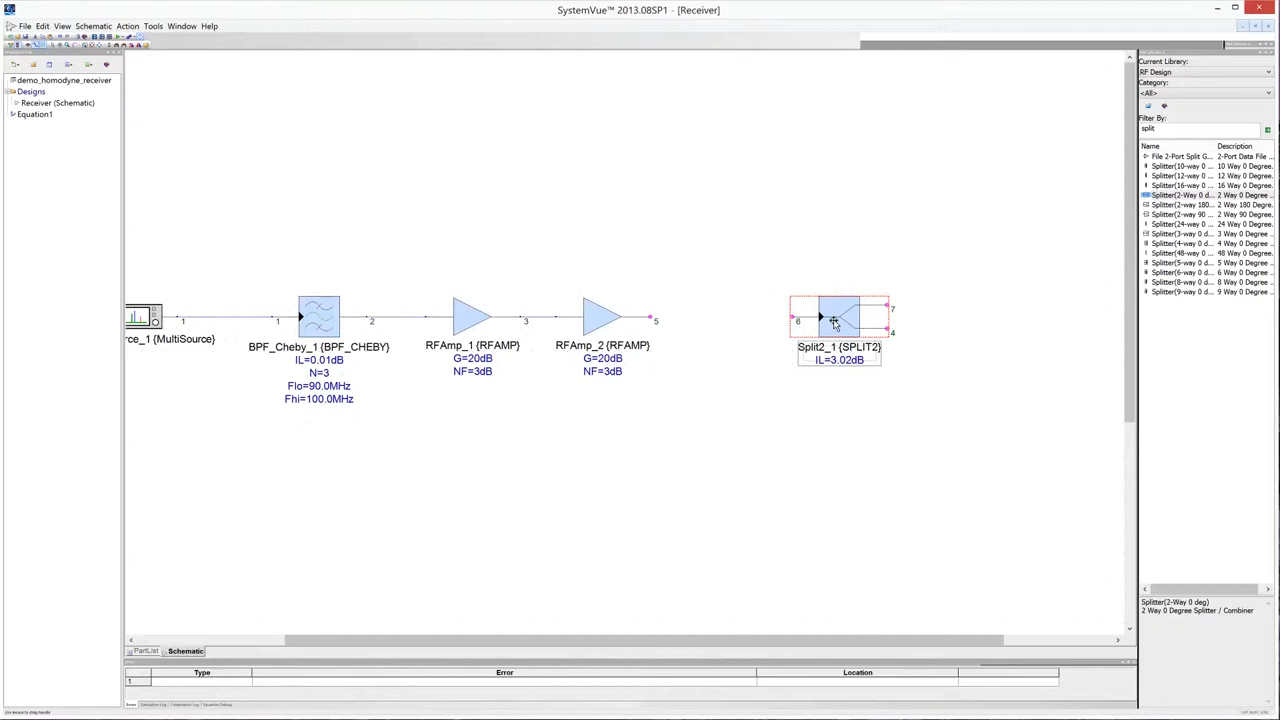 SystemVue™ 2013.08SP1 - [Receiver]
File Edit View Schematic Action Tools Window Help
demo_homodyne_receiver
Designs
Receiver (Schematic)
Equation1
1
rce_1 {MultiSource}
1
2
BPF_Cheby_1 {BPF_CHEBY}
IL=0.01dB
N=3
Flo=90.0MHz
Fhi=100.0MHz
RFAmp_1 {RFAMP}
G=20dB
NF=3dB
3
RFAmp_2 {RFAMP}
G=20dB
NF=3dB
5
6
7
4
Split2_1 {SPLIT2}
IL=3.02dB
Current Library:
RF Design
Category:
<All>
Filter By:
split
Name Description
File 2-Port Split G... 2-Port Data File ...
Splitter(10-way 0 d... 10 Way 0 Degree...
Splitter(12-way 0 d... 12 Way 0 Degree...
Splitter(16-way 0 d... 16 Way 0 Degree...
Splitter(2-Way 0 d... 2 Way 0 Degree ...
Splitter(2-way 180... 2 Way 180 Degree.
Splitter(2-way 90 ... 2 Way 90 Degree ...
Splitter(24-way 0 d... 24 Way 0 Degree...
Splitter(3-way 0 d... 3 Way 0 Degree ...
Splitter(4-way 0 d... 4 Way 0 Degree ...
Splitter(48-way 0 d... 48 Way 0 Degree...
Splitter(5-way 0 d... 5 Way 0 Degree ...
Splitter(6-way 0 d... 6 Way 0 Degree ...
Splitter(8-way 0 d... 8 Way 0 Degree ...
Splitter(9-way 0 d... 9 Way 0 Degree ...
Splitter(2-Way 0 deg)
2 Way 0 Degree Splitter / Combiner
PartList Schematic
Type Error Location
1
Errors Simulation Log Compilation Log Equation Debug